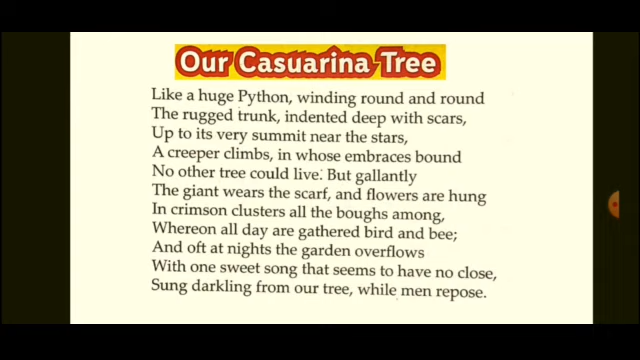 Our Casuarina Tree
Like a huge Python, winding round and round
The rugged trunk, indented deep with scars,
Up to its very summit near the stars,
A creeper climbs, in whose embraces bound
No other tree could live. But gallantly
The giant wears the scarf, and flowers are hung
In crimson clusters all the boughs among,
Whereon all day are gathered bird and bee;
And oft at nights the garden overflows
With one sweet song that seems to have no close,
Sung darkling from our tree, while men repose.